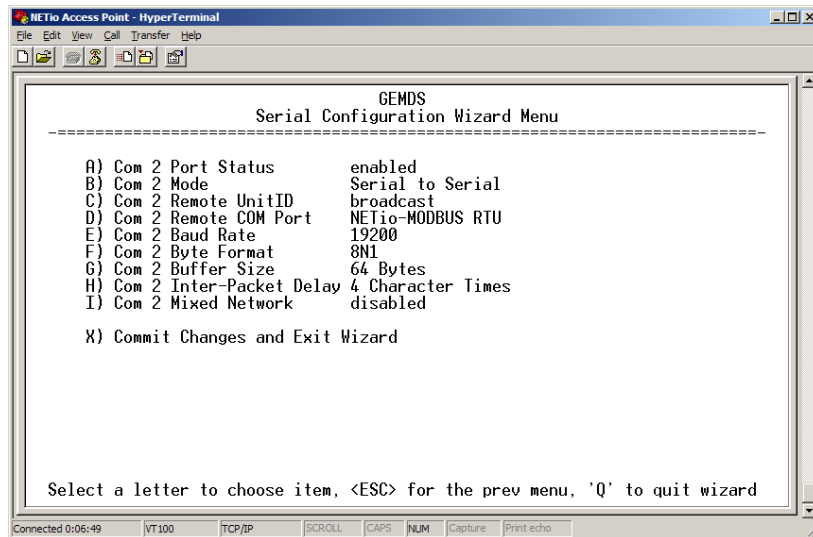 NETio Access Point - HyperTerminal
File Edit View Call Transfer Help
GEMDS
Serial Configuration Wizard Menu
-==========================================================================-
A) Com 2 Port Status enabled
B) Com 2 Mode Serial to Serial
C) Com 2 Remote UnitID broadcast
D) Com 2 Remote COM Port NETio-MODBUS RTU
E) Com 2 Baud Rate 19200
F) Com 2 Byte Format 8N1
G) Com 2 Buffer Size 64 Bytes
H) Com 2 Inter-Packet Delay 4 Character Times
I) Com 2 Mixed Network disabled
X) Commit Changes and Exit Wizard
Select a letter to choose item, <ESC> for the prev menu, 'Q' to quit wizard
Connected 0:06:49 VT100 TCP/IP SCROLL CAPS NUM Capture Print echo